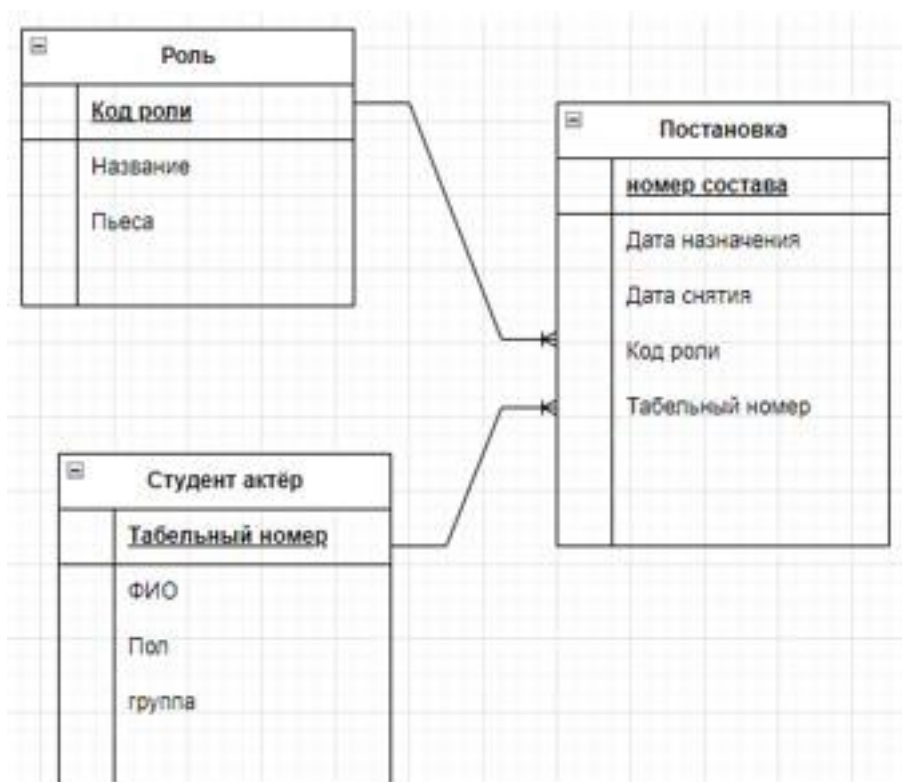 Роль
Код роли
Название
Пьеса
Постановка
номер состава
Дата назначения
Дата снятия
Код роли
Табельный номер
Студент актёр
Табельный номер
ФИО
Пол
группа